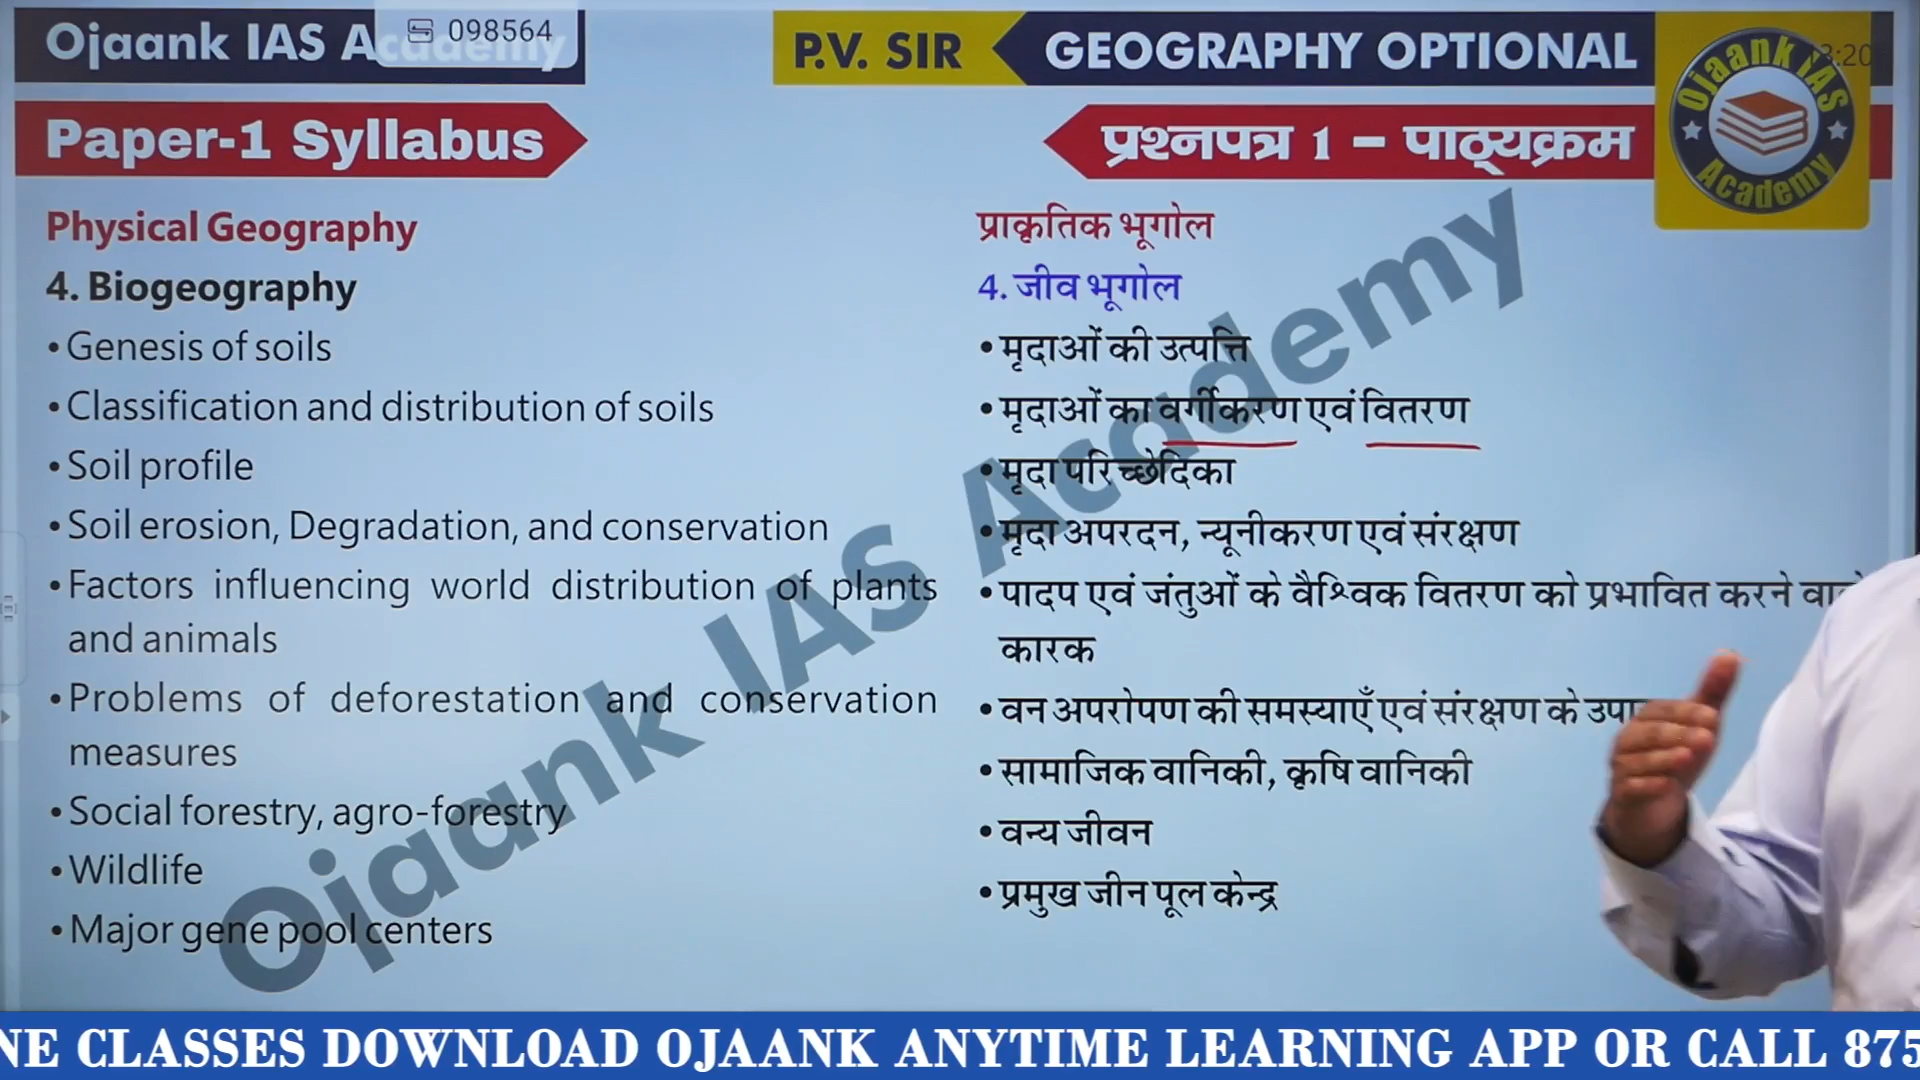 Ojaank IAS Academy
098564
P.V. SIR
GEOGRAPHY OPTIONAL
Ojaank IAS
Academy
Paper-1 Syllabus
प्रश्नपत्र 1 – पाठ्यक्रम
Physical Geography
4. Biogeography
• Genesis of soils
• Classification and distribution of soils
• Soil profile
• Soil erosion, Degradation, and conservation
• Factors influencing world distribution of plants
and animals
• Problems of deforestation and conservation
measures
• Social forestry, agro-forestry
• Wildlife
• Major gene pool centers
प्राकृतिक भूगोल
4. जीव भूगोल
• मृदाओं की उत्पत्ति
• मृदाओं का वर्गीकरण एवं वितरण
• मृदा परिच्छेदिका
• मृदा अपरदन, न्यूनीकरण एवं संरक्षण
• पादप एवं जंतुओं के वैश्विक वितरण को प्रभावित करने
कारक
• वन अपरोपण की समस्याएँ एवं संरक्षण के
• सामाजिक वानिकी, कृषि वानिकी
• वन्य जीवन
• प्रमुख जीन पूल केन्द्र
Ojaank IAS Academy
NE CLASSES DOWNLOAD OJAANK ANYTIME LEARNING APP OR CALL 875